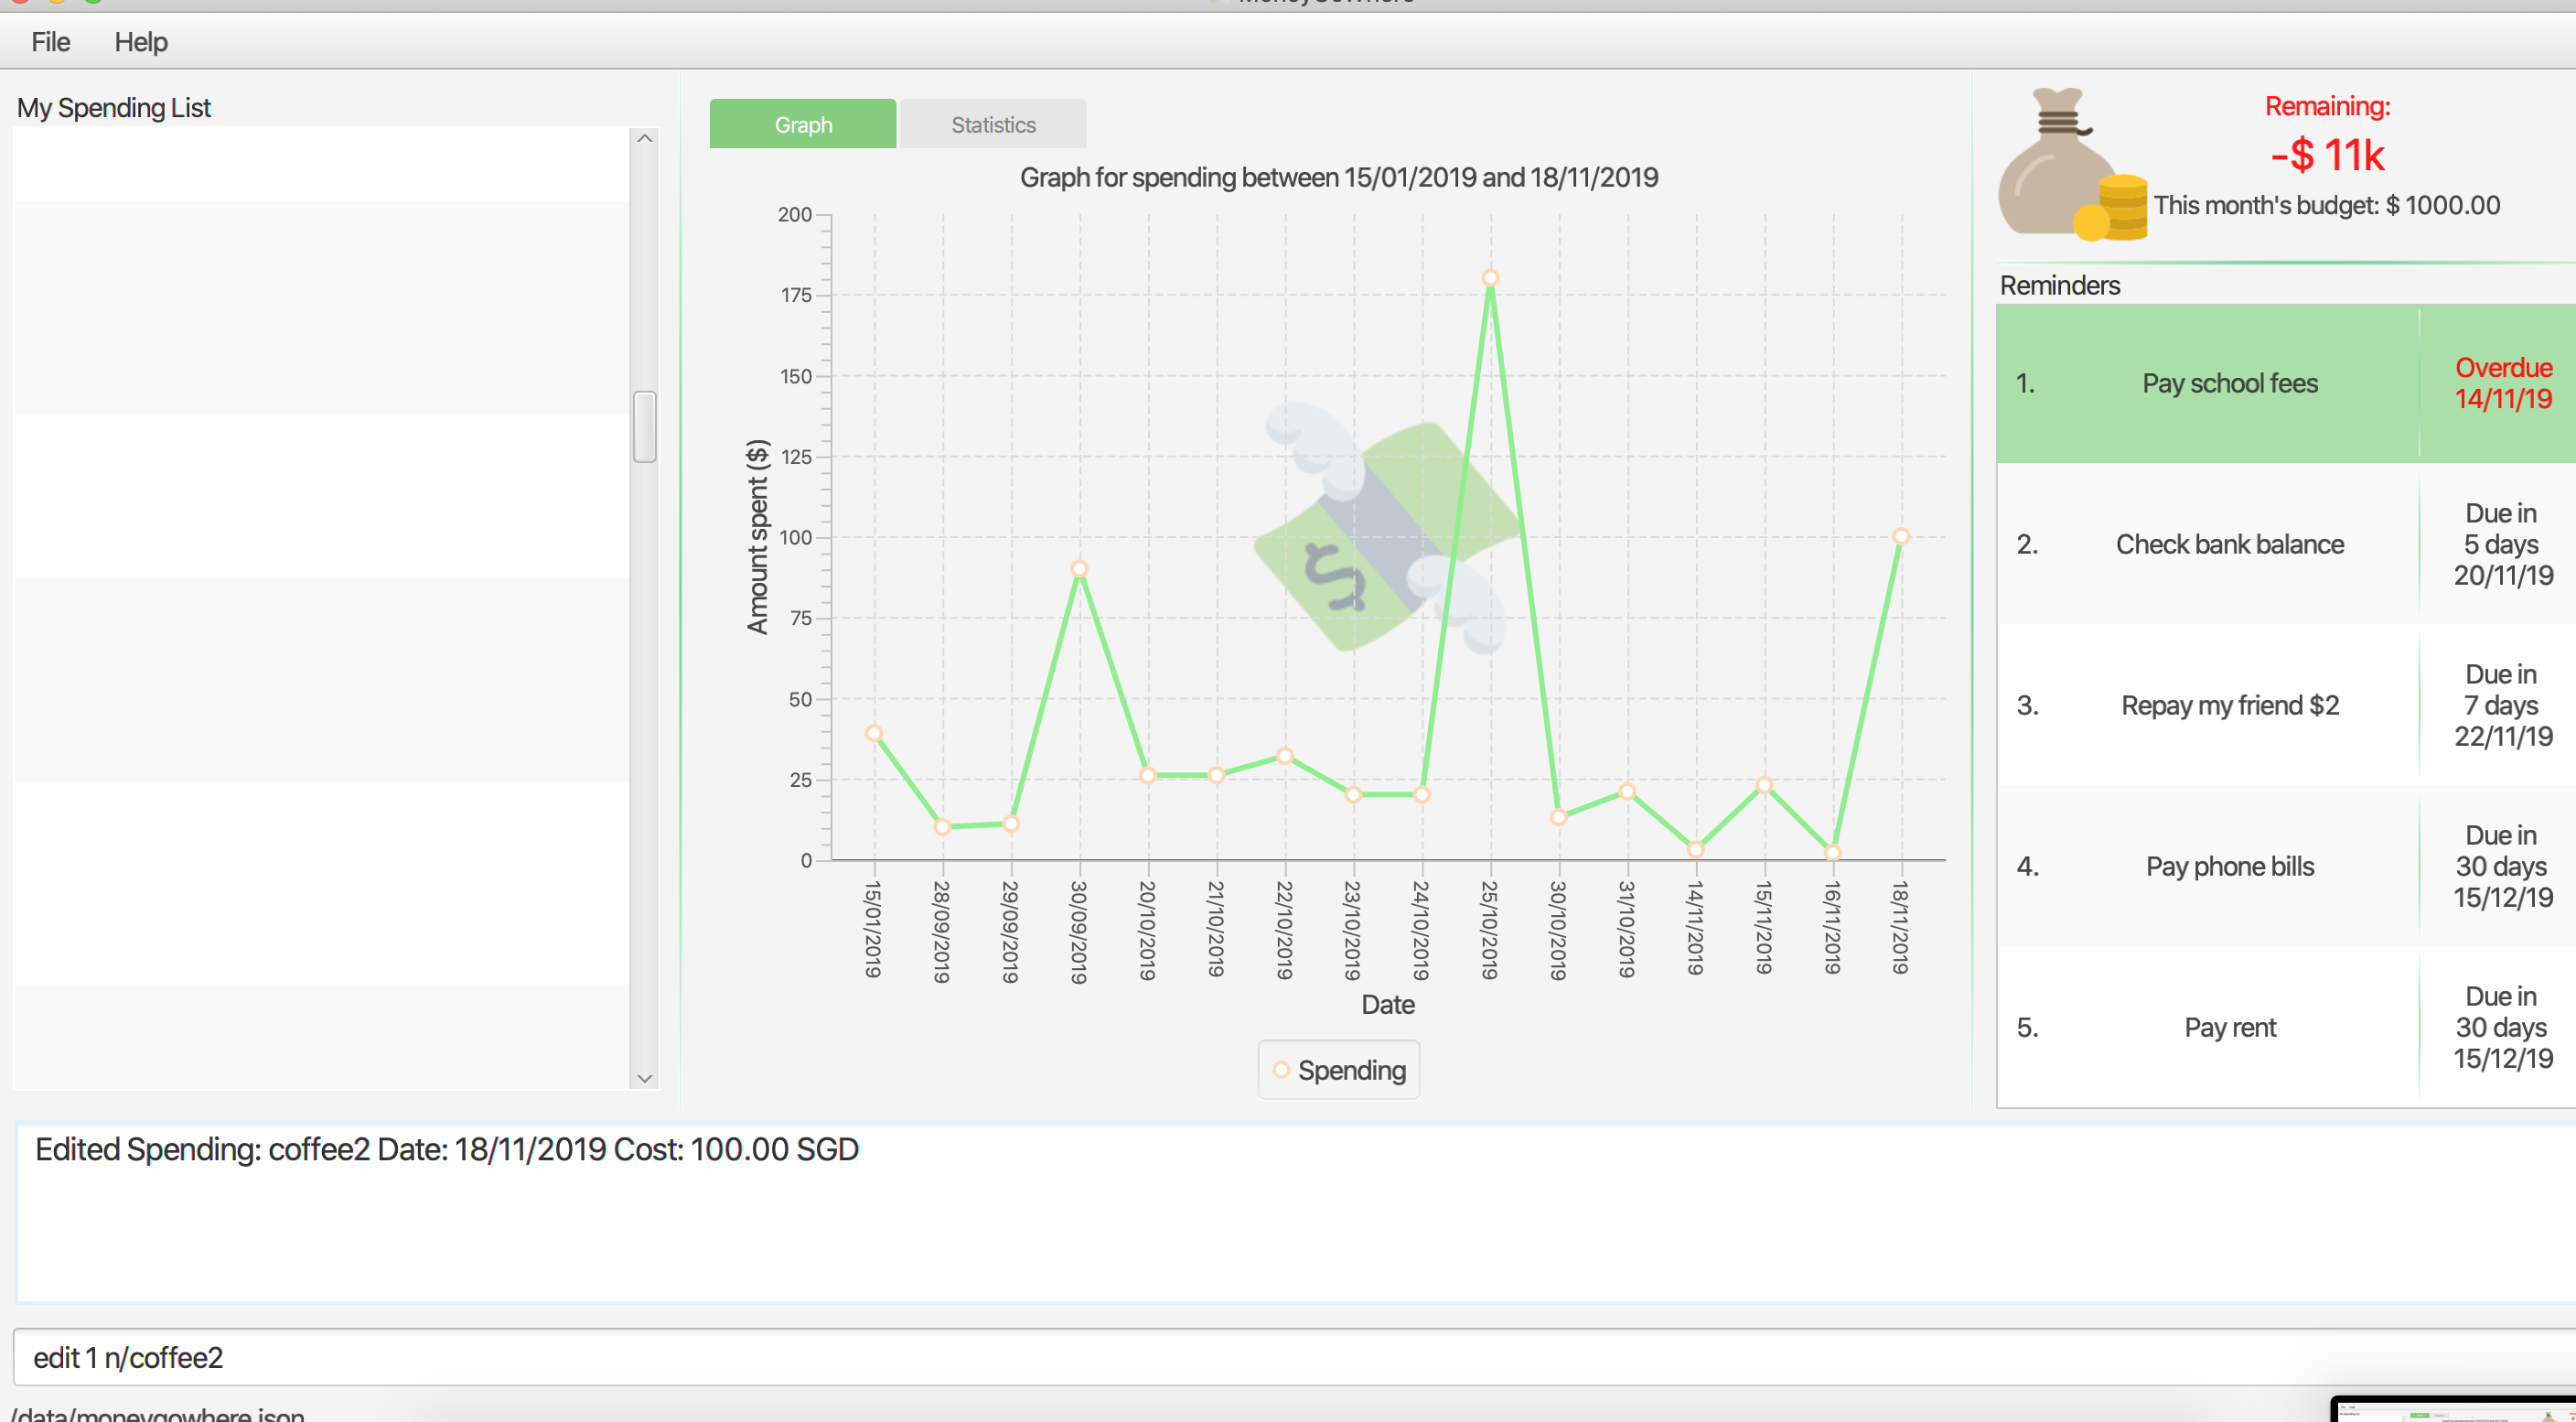 MoneyGoWhere
File Help
My Spending List
Graph Statistics
Graph for spending between 15/01/2019 and 18/11/2019
200
175
150
125
100
75
50
25
0
Amount spent ($)
15/01/2019
28/09/2019
29/09/2019
30/09/2019
20/10/2019
21/10/2019
22/10/2019
23/10/2019
24/10/2019
25/10/2019
30/10/2019
31/10/2019
14/11/2019
15/11/2019
16/11/2019
18/11/2019
Date
Spending
Remaining:
-$ 11k
This month's budget: $ 1000.00
Reminders
1. Pay school fees
Overdue
14/11/19
2. Check bank balance
Due in
5 days
20/11/19
3. Repay my friend $2
Due in
7 days
22/11/19
4. Pay phone bills
Due in
30 days
15/12/19
5. Pay rent
Due in
30 days
15/12/19
Edited Spending: coffee2 Date: 18/11/2019 Cost: 100.00 SGD
edit 1 n/coffee2
/data/moneygowhere.json